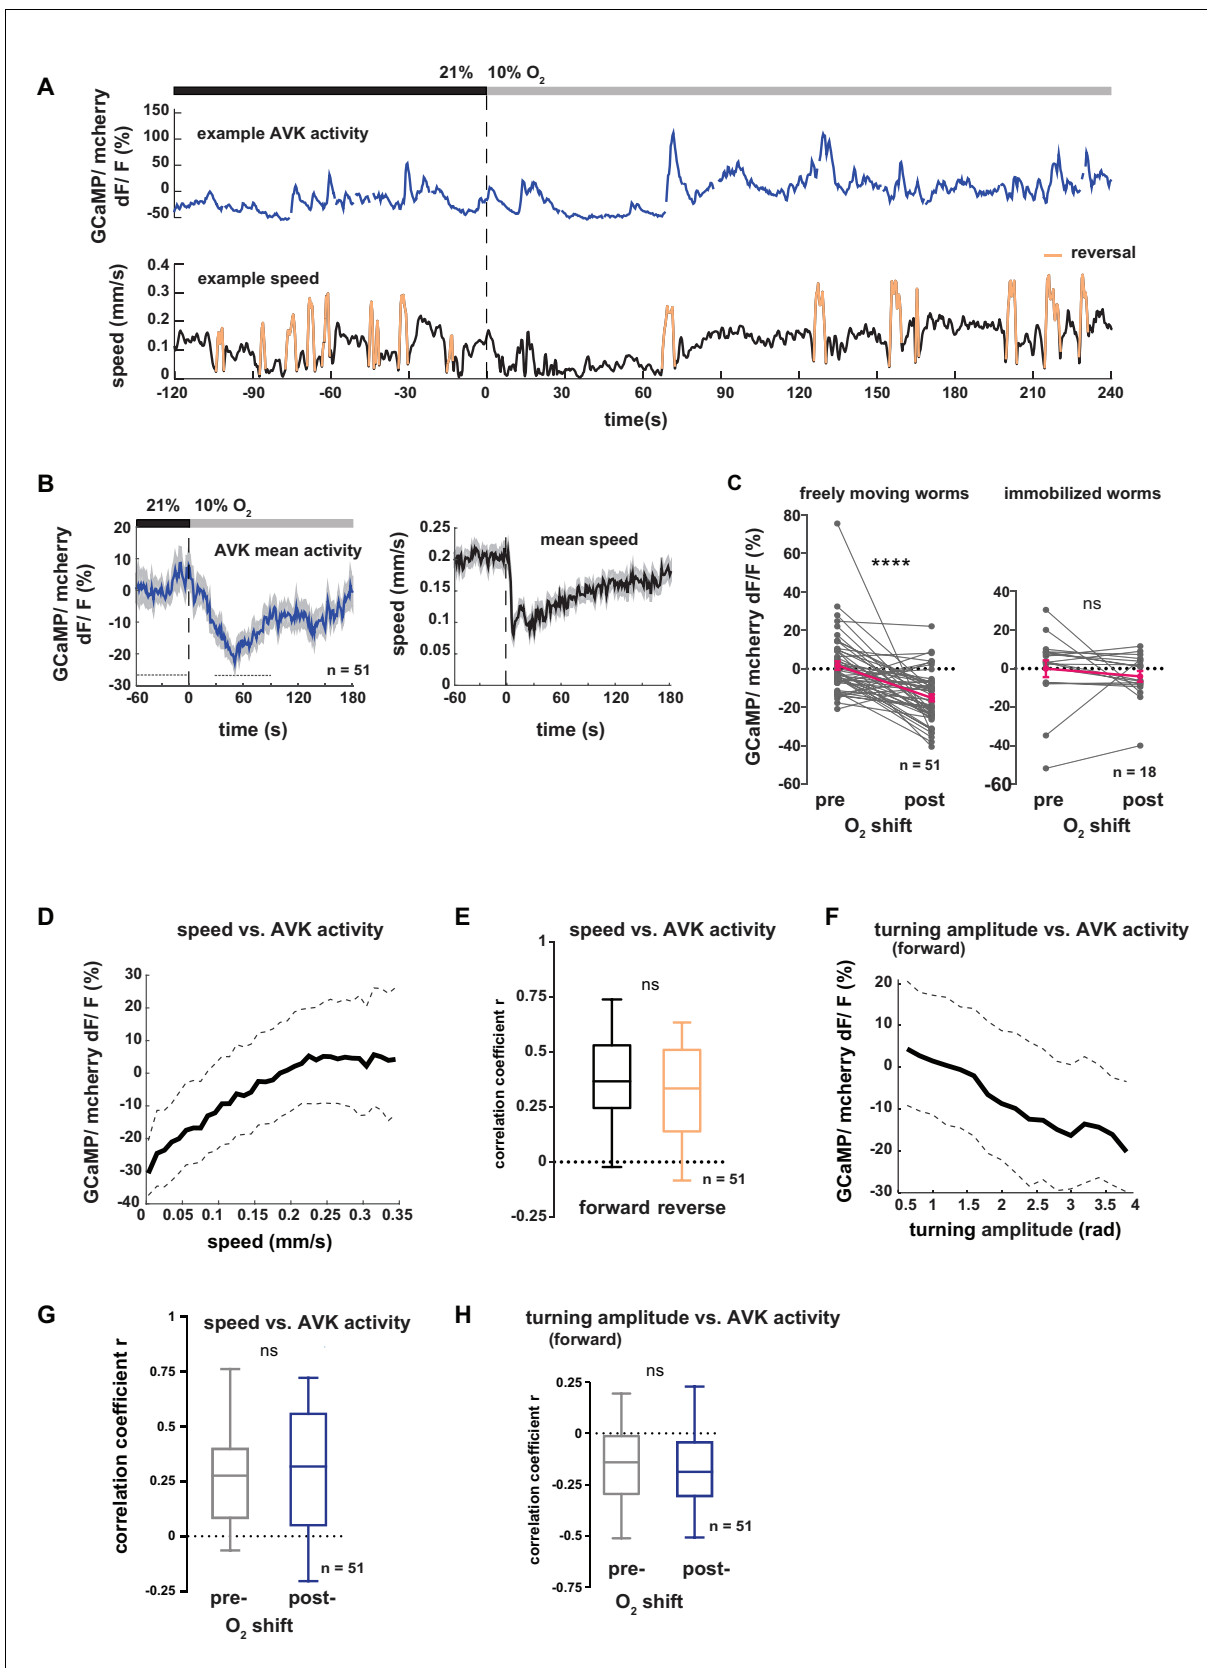 A
21% 10% O2
GCaMP/ mcherry
dF/ F (%)
150
100
50
0
-50
example AVK activity
reversal
speed (mm/s)
0.4
0.3
0.2
0.1
0
example speed
-120 -90 -60 -30 0 30 60 90 120 150 180 210 240
time(s)
B
21% 10% O2
GCaMP/ mcherry
dF/ F (%)
20
10
0
-10
-20
-30
AVK mean activity
n = 51
-60 0 60 120 180
time (s)
speed (mm/s)
0.25
0.2
0.15
0.1
0.05
0
mean speed
-60 0 60 120 180
time (s)
C
freely moving worms
GCaMP/ mcherry dF/F (%)
80
60
40
20
0
-20
-40
-60
****
n = 51
pre post
O2 shift
immobilized worms
40
20
0
-20
-40
-60
ns
n = 18
pre post
O2 shift
D
speed vs. AVK activity
GCaMP/ mcherry dF/ F (%)
30
20
10
0
-10
-20
-30
-40
0 0.05 0.1 0.15 0.2 0.25 0.3 0.35
speed (mm/s)
E
speed vs. AVK activity
correlation coefficient r
1
0.75
0.5
0.25
0
-0.25
ns
n = 51
forward reverse
F
turning amplitude vs. AVK activity
(forward)
GCaMP/ mcherry dF/ F (%)
20
10
0
-10
-20
-30
0.5 1 1.5 2 2.5 3 3.5 4
turning amplitude (rad)
G
speed vs. AVK activity
correlation coefficient r
1
0.75
0.5
0.25
0
-0.25
ns
n = 51
pre- post-
O2 shift
H
turning amplitude vs. AVK activity
(forward)
correlation coefficient r
0.25
0
-0.25
-0.5
-0.75
ns
n = 51
pre- post-
O2 shift